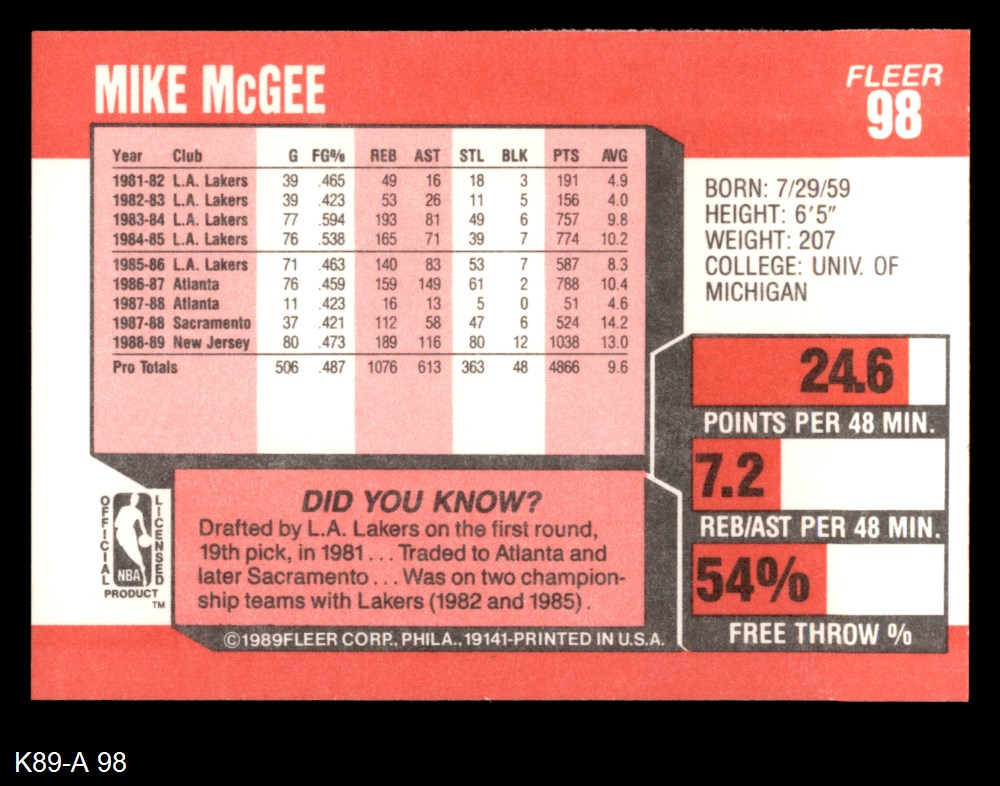 MIKE McGEE
FLEER
98
Year Club G FG% REB AST STL BLK PTS AVG
1981-82 L.A. Lakers 39 .465 49 16 18 3 191 4.9
1982-83 L.A. Lakers 39 .423 53 26 11 5 156 4.0
1983-84 L.A. Lakers 77 .594 193 81 49 6 757 9.8
1984-85 L.A. Lakers 76 .538 165 71 39 7 774 10.2
1985-86 L.A. Lakers 71 .463 140 83 53 7 587 8.3
1986-87 Atlanta 76 .459 159 149 61 2 788 10.4
1987-88 Atlanta 11 .423 16 13 5 0 51 4.6
1987-88 Sacramento 37 .421 112 58 47 6 524 14.2
1988-89 New Jersey 80 .473 189 116 80 12 1038 13.0
Pro Totals 506 .487 1076 613 363 48 4866 9.6
BORN: 7/29/59
HEIGHT: 6'5"
WEIGHT: 207
COLLEGE: UNIV. OF
MICHIGAN
24.6
POINTS PER 48 MIN.
7.2
REB/AST PER 48 MIN.
54%
FREE THROW %
OFFICIAL
LICENSED
NBA
PRODUCT
TM
DID YOU KNOW?
Drafted by L.A. Lakers on the first round,
19th pick, in 1981 . . . Traded to Atlanta and
later Sacramento . . . Was on two champion-
ship teams with Lakers (1982 and 1985).
©1989FLEER CORP., PHILA., 19141-PRINTED IN U.S.A.
K89-A 98